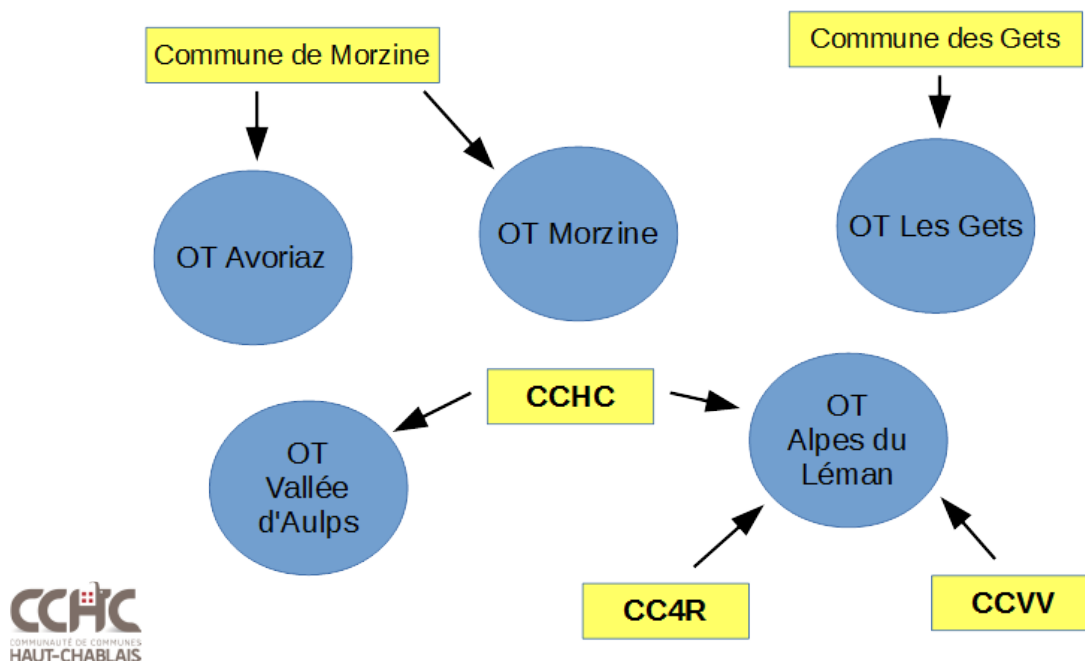 Commune de Morzine
Commune des Gets
OT Avoriaz
OT Morzine
OT Les Gets
CCHC
OT
Vallée
d'Aulps
OT
Alpes du
Léman
CC4R
CCVV
CCHC
COMMUNAUTÉ DE COMMUNES
HAUT-CHABLAIS